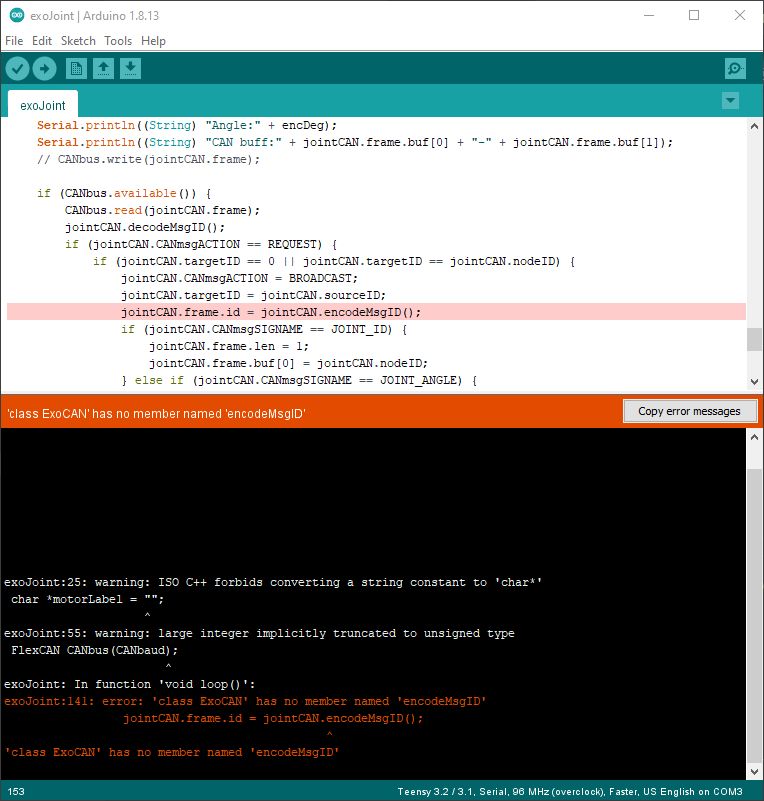 exoJoint | Arduino 1.8.13
File Edit Sketch Tools Help
exoJoint
Serial.println((String) "Angle:" + encDeg);
Serial.println((String) "CAN buff:" + jointCAN.frame.buf[0] + "-" + jointCAN.frame.buf[1]);
// CANbus.write(jointCAN.frame);
if (CANbus.available()) {
CANbus.read(jointCAN.frame);
jointCAN.decodeMsgID();
if (jointCAN.CANmsgACTION == REQUEST) {
if (jointCAN.targetID == 0 || jointCAN.targetID == jointCAN.nodeID) {
jointCAN.CANmsgACTION = BROADCAST;
jointCAN.targetID = jointCAN.sourceID;
jointCAN.frame.id = jointCAN.encodeMsgID();
if (jointCAN.CANmsgSIGNAME == JOINT_ID) {
jointCAN.frame.len = 1;
jointCAN.frame.buf[0] = jointCAN.nodeID;
} else if (jointCAN.CANmsgSIGNAME == JOINT_ANGLE) {
'class ExoCAN' has no member named 'encodeMsgID'
Copy error messages
exoJoint:25: warning: ISO C++ forbids converting a string constant to 'char*'
char *motorLabel = "";
^
exoJoint:55: warning: large integer implicitly truncated to unsigned type
FlexCAN CANbus(CANbaud);
^
exoJoint: In function 'void loop()':
exoJoint:141: error: 'class ExoCAN' has no member named 'encodeMsgID'
jointCAN.frame.id = jointCAN.encodeMsgID();
^
'class ExoCAN' has no member named 'encodeMsgID'
153 Teensy 3.2 / 3.1, Serial, 96 MHz (overclock), Faster, US English on COM3